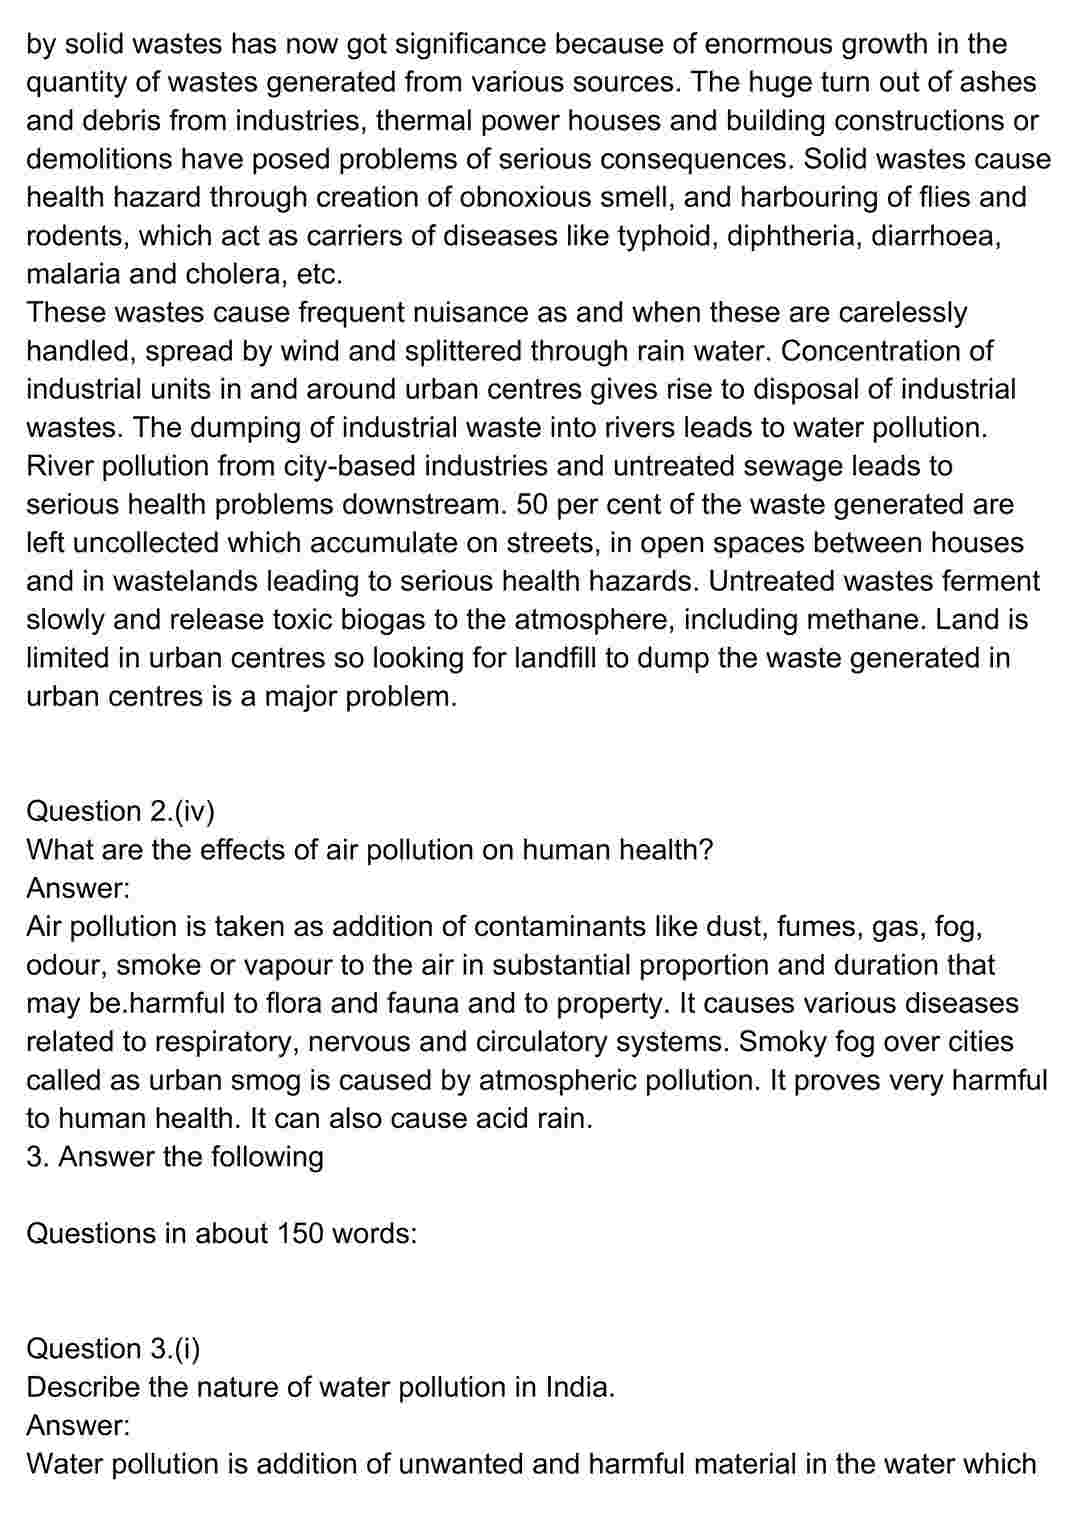 by solid wastes has now got significance because of enormous growth in the
quantity of wastes generated from various sources. The huge turn out of ashes
and debris from industries, thermal power houses and building constructions or
demolitions have posed problems of serious consequences. Solid wastes cause
health hazard through creation of obnoxious smell, and harbouring of flies and
rodents, which act as carriers of diseases like typhoid, diphtheria, diarrhoea,
malaria and cholera, etc.
These wastes cause frequent nuisance as and when these are carelessly
handled, spread by wind and splittered through rain water. Concentration of
industrial units in and around urban centres gives rise to disposal of industrial
wastes. The dumping of industrial waste into rivers leads to water pollution.
River pollution from city-based industries and untreated sewage leads to
serious health problems downstream. 50 per cent of the waste generated are
left uncollected which accumulate on streets, in open spaces between houses
and in wastelands leading to serious health hazards. Untreated wastes ferment
slowly and release toxic biogas to the atmosphere, including methane. Land is
limited in urban centres so looking for landfill to dump the waste generated in
urban centres is a major problem.
Question 2.(iv)
What are the effects of air pollution on human health?
Answer:
Air pollution is taken as addition of contaminants like dust, fumes, gas, fog,
odour, smoke or vapour to the air in substantial proportion and duration that
may be.harmful to flora and fauna and to property. It causes various diseases
related to respiratory, nervous and circulatory systems. Smoky fog over cities
called as urban smog is caused by atmospheric pollution. It proves very harmful
to human health. It can also cause acid rain.
3. Answer the following
Questions in about 150 words:
Question 3.(i)
Describe the nature of water pollution in India.
Answer:
Water pollution is addition of unwanted and harmful material in the water which